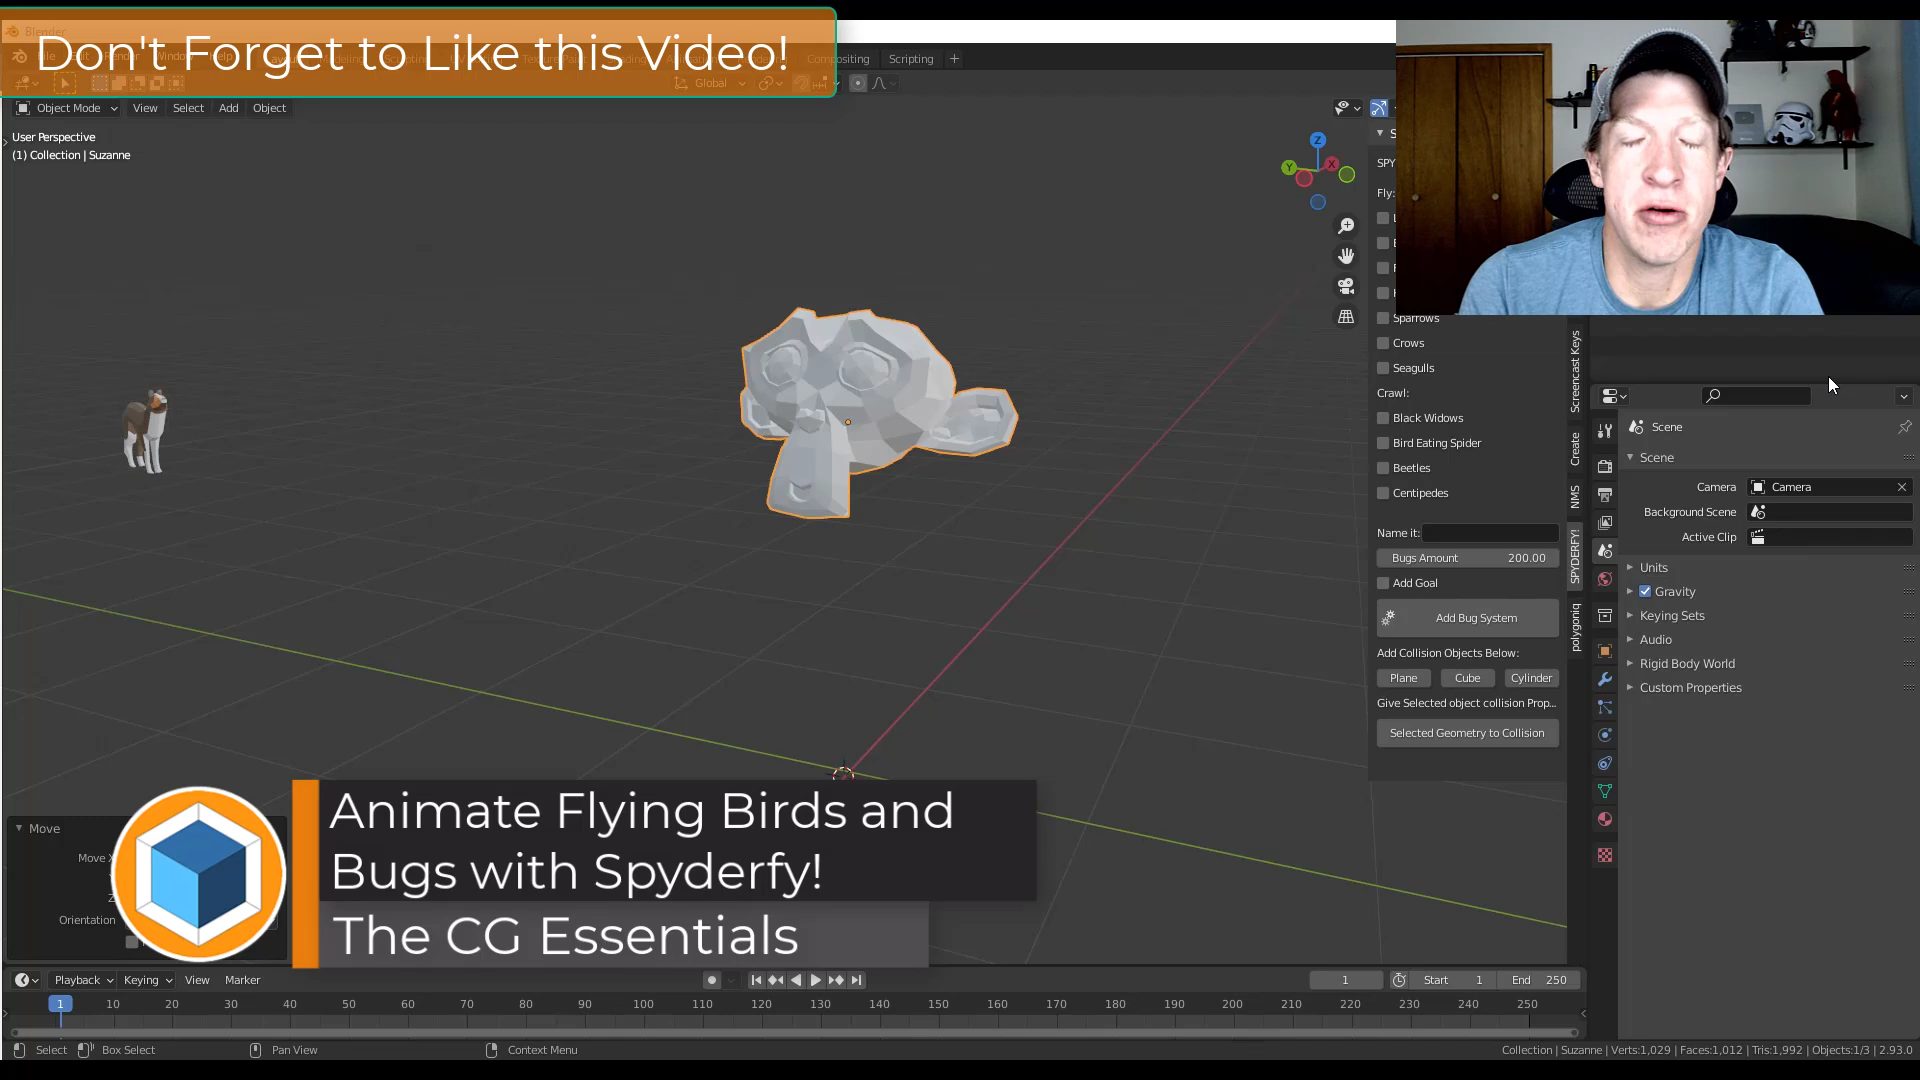 Don't Forget to Like this Video!
Blender
Window Help
Compositing Scripting +
Global
Object Mode View Select Add Object
User Perspective
(1) Collection | Suzanne
Z
Y
X
SPY
Fly:
Sparrows
Crows
Seagulls
Crawl:
Black Widows
Bird Eating Spider
Beetles
Centipedes
Name it:
Bugs Amount 200.00
Add Goal
Add Bug System
Add Collision Objects Below:
Plane Cube Cylinder
Give Selected object collision Prop...
Selected Geometry to Collision
Screencast Keys
Create
NMS
SPYDERFY!
polygoniq
Scene
Scene
Camera Camera
Background Scene
Active Clip
Units
Gravity
Keying Sets
Audio
Rigid Body World
Custom Properties
Move
Move X
Orientation
Animate Flying Birds and
Bugs with Spyderfy!
The CG Essentials
Playback Keying View Marker
1 Start 1 End 250
1 10 20 30 40 50 60 70 80 90 100 110 120 130 140 150 160 170 180 190 200 210 220 230 240 250
Select Box Select Pan View Context Menu
Collection | Suzanne | Verts:1,029 | Faces:1,012 | Tris:1,992 | Objects:1/3 | 2.93.0